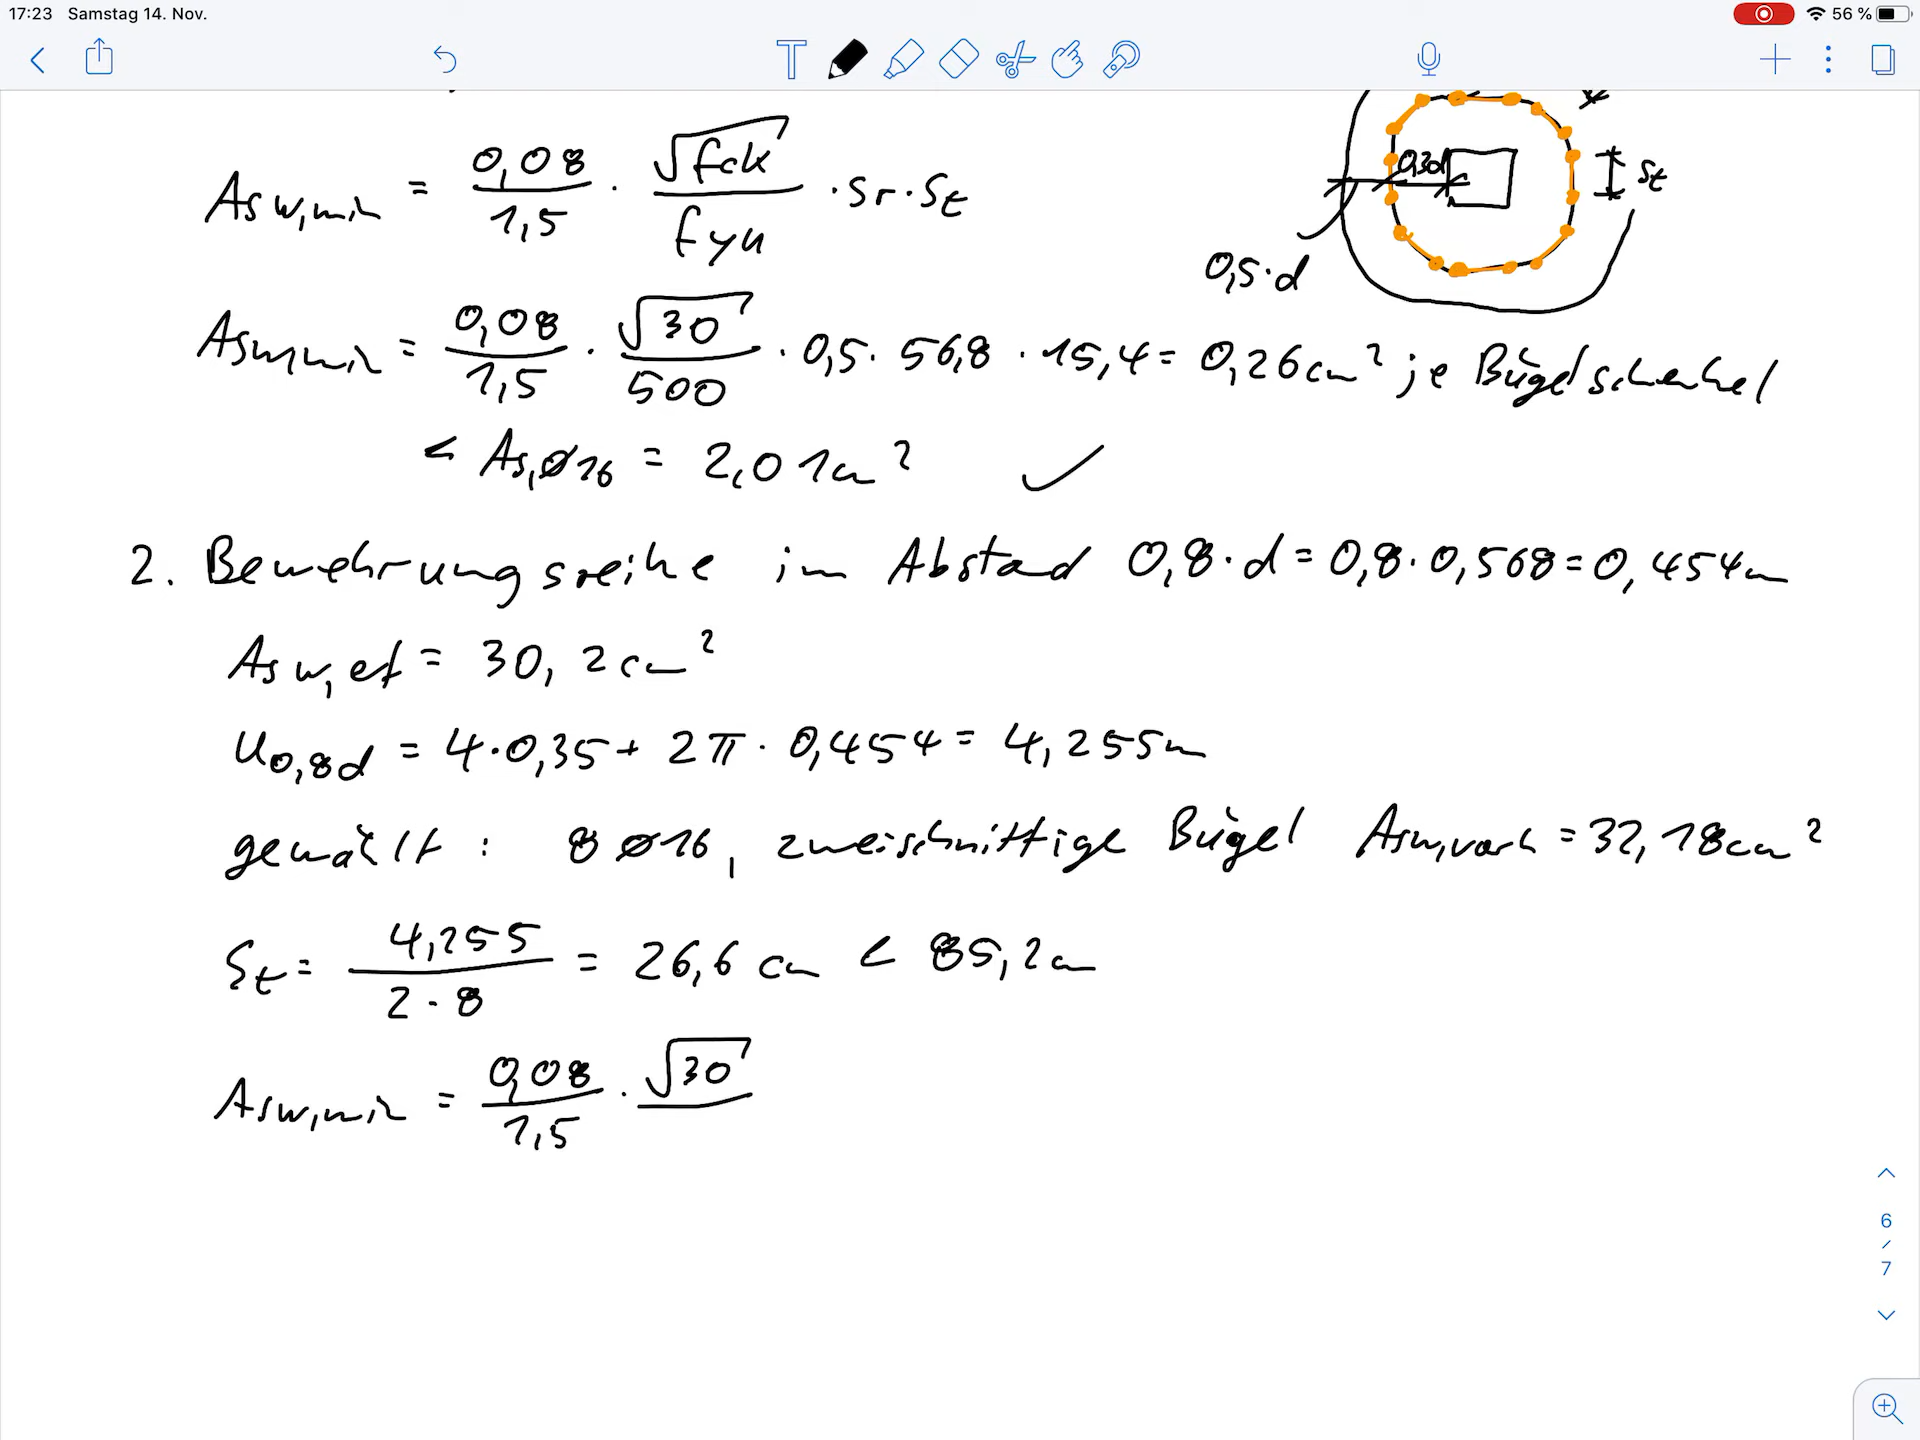 17:23 Samstag 14. Nov. 56 %
T
Asw,min = 0,08/1,5 · √fck/fyk · sr · st
0,3d
st
0,5·d
Asw,min = 0,08/1,5 · √30/500 · 0,5 · 56,8 · 15,4 = 0,26cm² je Bügelschenkel
< As,ø16 = 2,01cm² ✓
2. Bewehrungsreihe im Abstand 0,8·d = 0,8·0,568 = 0,454m
Asw,ef = 30,2cm²
u0,8d = 4·0,35 + 2π · 0,454 = 4,255m
gewählt : 8 ø16, zweischnittige Bügel Asw,vorh = 32,18cm²
St = 4,255/2·8 = 26,6 cm < 85,2cm
Asw,min = 0,08/1,5 · √30
6
/
7